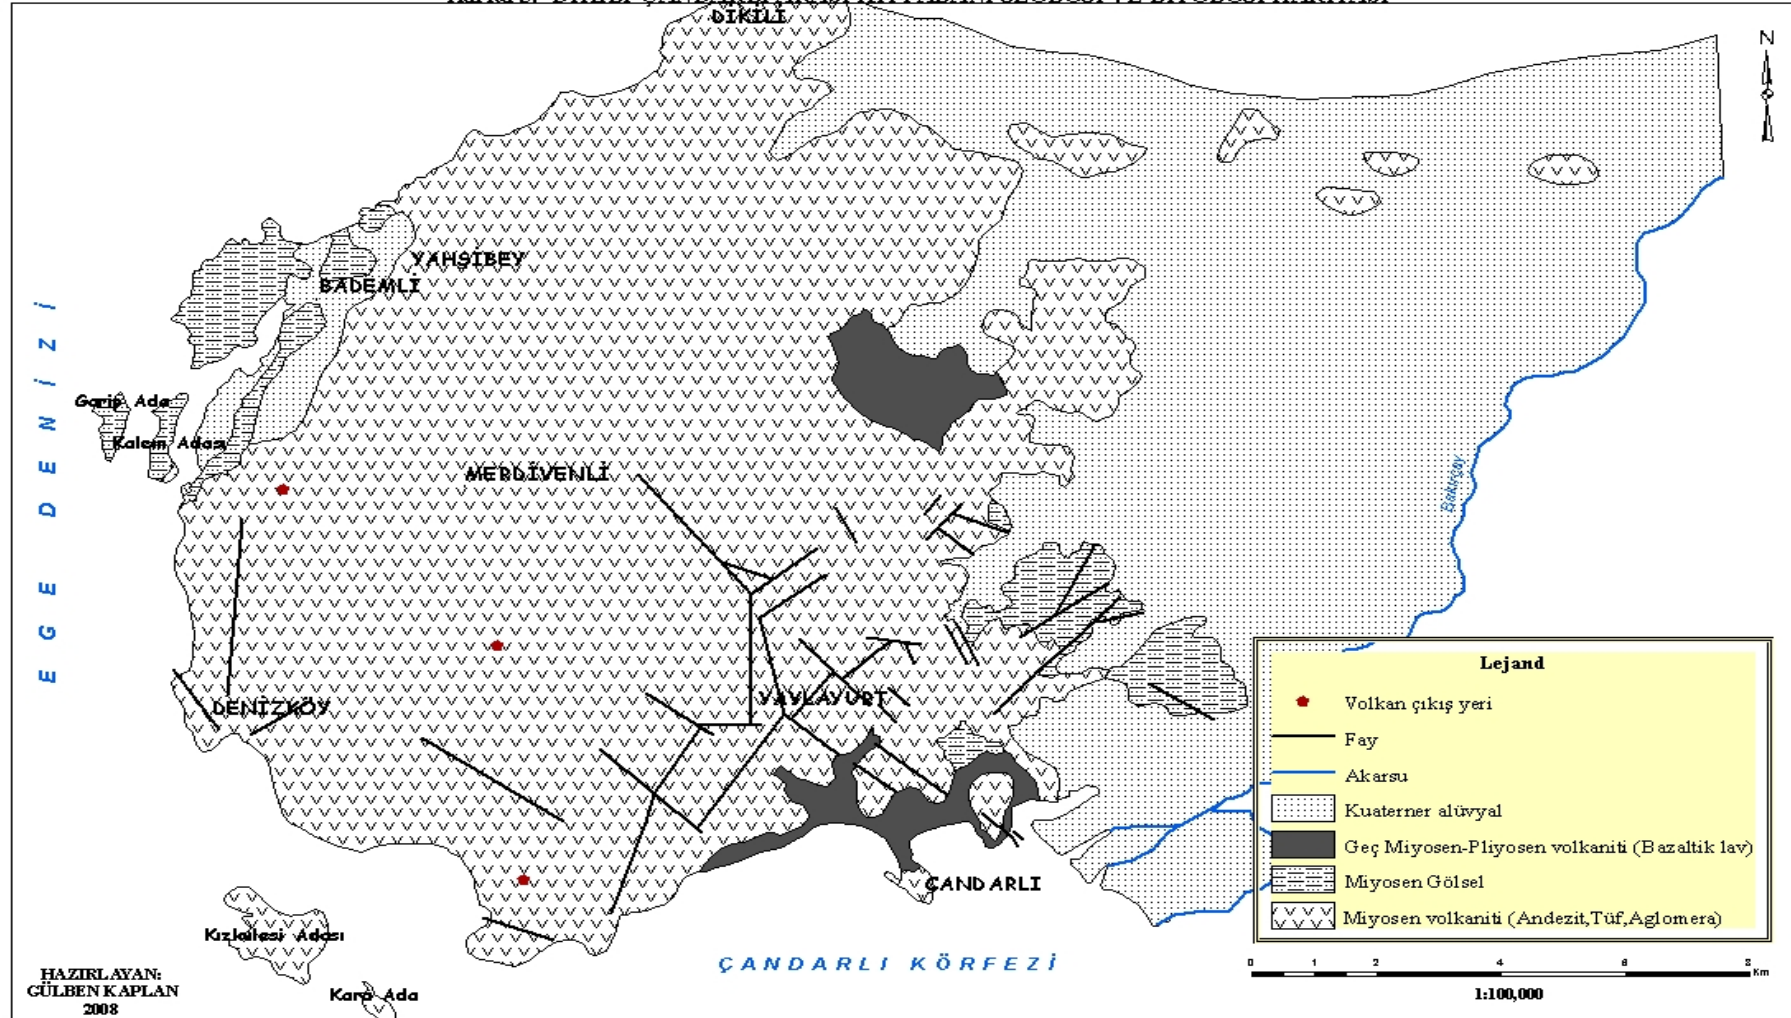 DİKİLİ
N
YAHŞİBEY
BADEMLİ
EGE DENİZİ
Garip Ada
Kalem Adası
MERDİVENLİ
Bakırçay
DENİZKÖY
YAYLAYURT
ÇANDARLI
Kızkulesi Adası
Kara Ada
ÇANDARLI KÖRFEZİ
HAZIRLAYAN:
GÜLBEN KAPLAN
2008
Lejand
Volkan çıkış yeri
Fay
Akarsu
Kuaterner alüvyal
Geç Miyosen-Pliyosen volkaniti (Bazaltik lav)
Miyosen Gölsel
Miyosen volkaniti (Andezit,Tüf,Aglomera)
0 1 2 4 6 8 Km
1:100,000